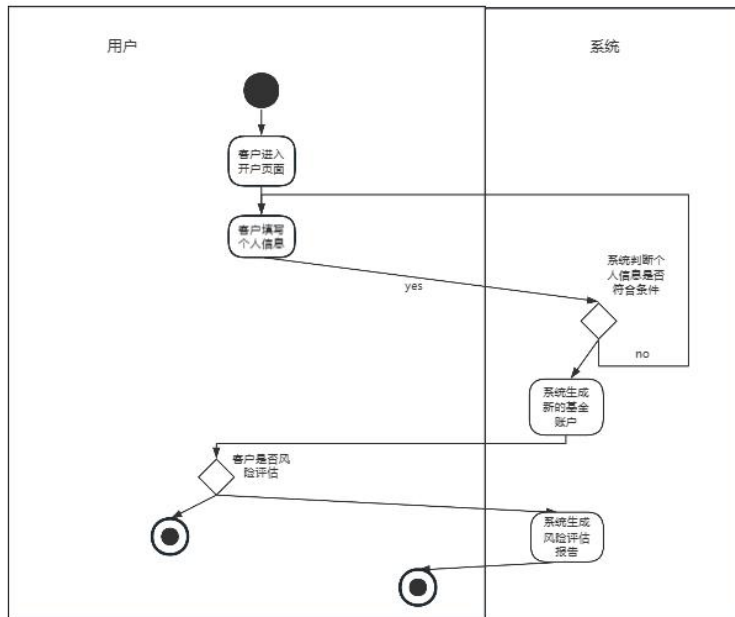 用户
系统
客户进入
开户页面
客户填写
个人信息
系统判断个
人信息是否
符合条件
yes
no
系统生成
新的基金
账户
客户是否风
险评估
系统生成
风险评估
报告